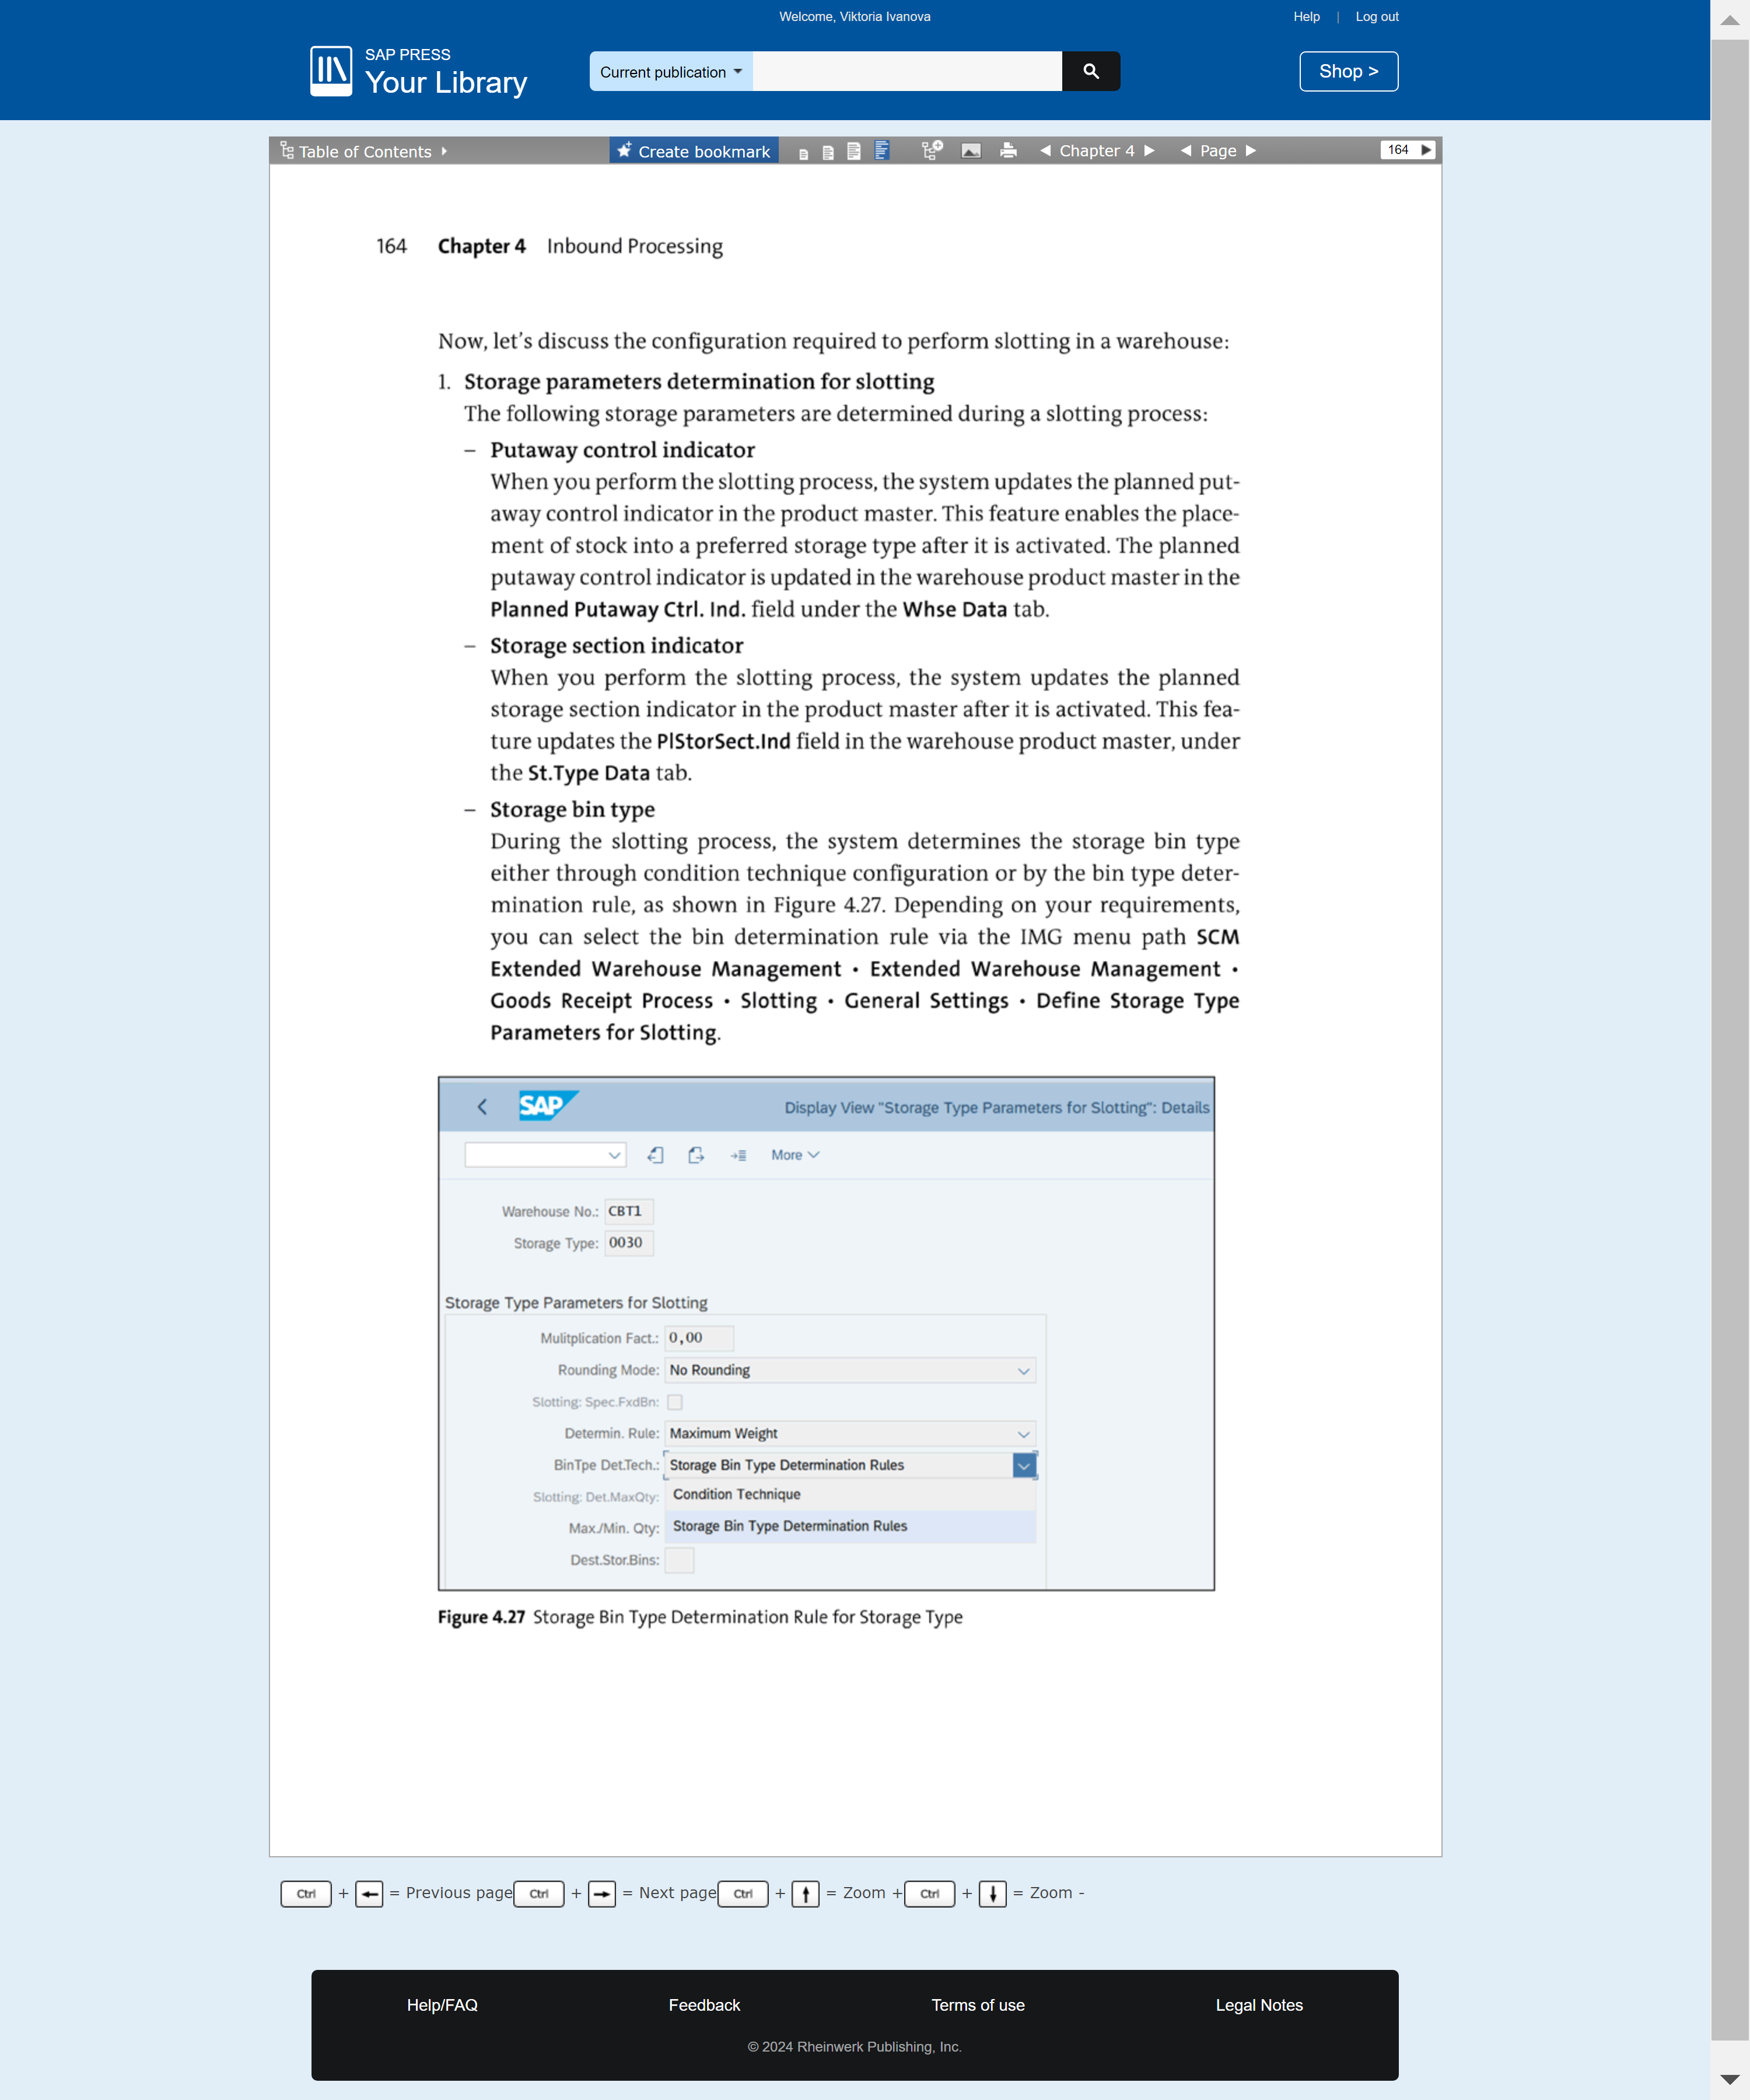 Welcome, Viktoria Ivanova
Help | Log out
SAP PRESS
Your Library
Current publication
Shop >
Table of Contents
Create bookmark
Chapter 4
Page
164
164 Chapter 4 Inbound Processing
Now, let's discuss the configuration required to perform slotting in a warehouse:
1. Storage parameters determination for slotting
The following storage parameters are determined during a slotting process:
– Putaway control indicator
When you perform the slotting process, the system updates the planned put-
away control indicator in the product master. This feature enables the place-
ment of stock into a preferred storage type after it is activated. The planned
putaway control indicator is updated in the warehouse product master in the
Planned Putaway Ctrl. Ind. field under the Whse Data tab.
– Storage section indicator
When you perform the slotting process, the system updates the planned
storage section indicator in the product master after it is activated. This fea-
ture updates the PlStorSect.Ind field in the warehouse product master, under
the St.Type Data tab.
– Storage bin type
During the slotting process, the system determines the storage bin type
either through condition technique configuration or by the bin type deter-
mination rule, as shown in Figure 4.27. Depending on your requirements,
you can select the bin determination rule via the IMG menu path SCM
Extended Warehouse Management • Extended Warehouse Management •
Goods Receipt Process • Slotting • General Settings • Define Storage Type
Parameters for Slotting.
SAP
Display View "Storage Type Parameters for Slotting": Details
More
Warehouse No.: CBT1
Storage Type: 0030
Storage Type Parameters for Slotting
Mulitplication Fact.: 0,00
Rounding Mode: No Rounding
Slotting: Spec.FxdBn:
Determin. Rule: Maximum Weight
BinTpe Det.Tech.: Storage Bin Type Determination Rules
Slotting: Det.MaxQty: Condition Technique
Max./Min. Qty: Storage Bin Type Determination Rules
Dest.Stor.Bins:
Figure 4.27 Storage Bin Type Determination Rule for Storage Type
Ctrl + = Previous page Ctrl + = Next page Ctrl + = Zoom + Ctrl + = Zoom -
Help/FAQ
Feedback
Terms of use
Legal Notes
© 2024 Rheinwerk Publishing, Inc.